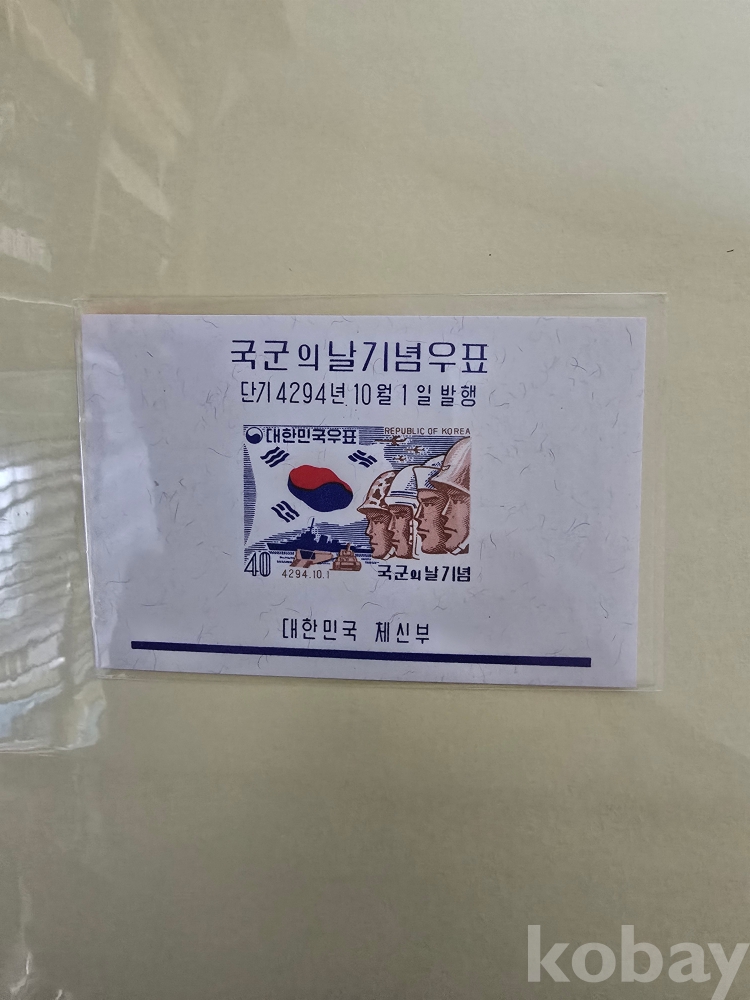 국군의날기념우표
단기4294년 10월 1일 발행
대한민국우표
REPUBLIC OF KOREA
40
4294.10.1
국군의날기념
대한민국 체신부
kobay